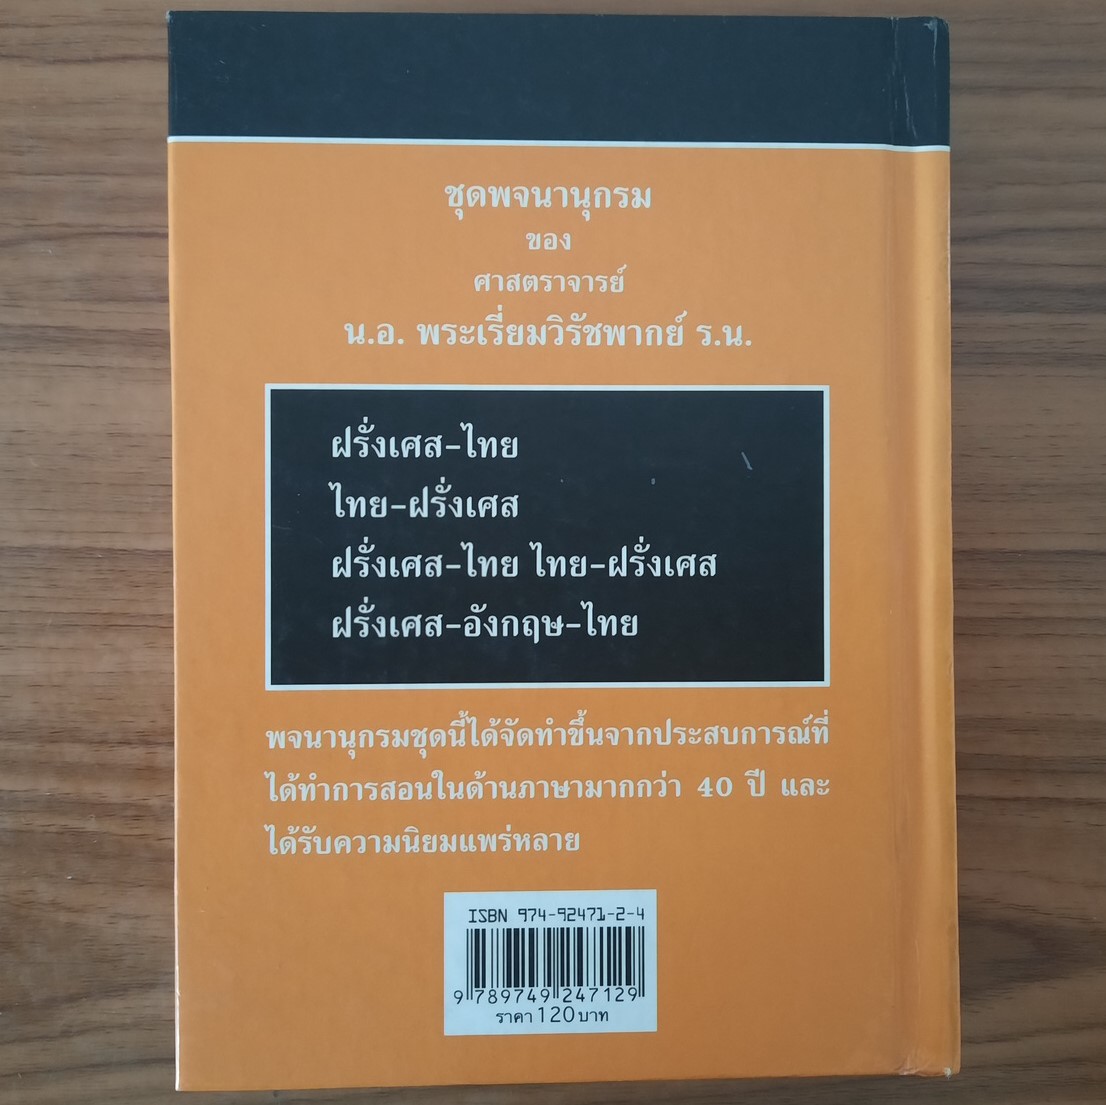 ชุดพจนานุกรม
ของ
ศาสตราจารย์
น.อ. พระเรี่ยมวิรัชพากย์ ร.น.
ฝรั่งเศส-ไทย
ไทย-ฝรั่งเศส
ฝรั่งเศส-ไทย ไทย-ฝรั่งเศส
ฝรั่งเศส-อังกฤษ-ไทย
พจนานุกรมชุดนี้ได้จัดทำขึ้นจากประสบการณ์ที่
ได้ทำการสอนในด้านภาษามากกว่า 40 ปี และ
ได้รับความนิยมแพร่หลาย
ISBN 974-92471-2-4
9 789749 247129
ราคา 120 บาท